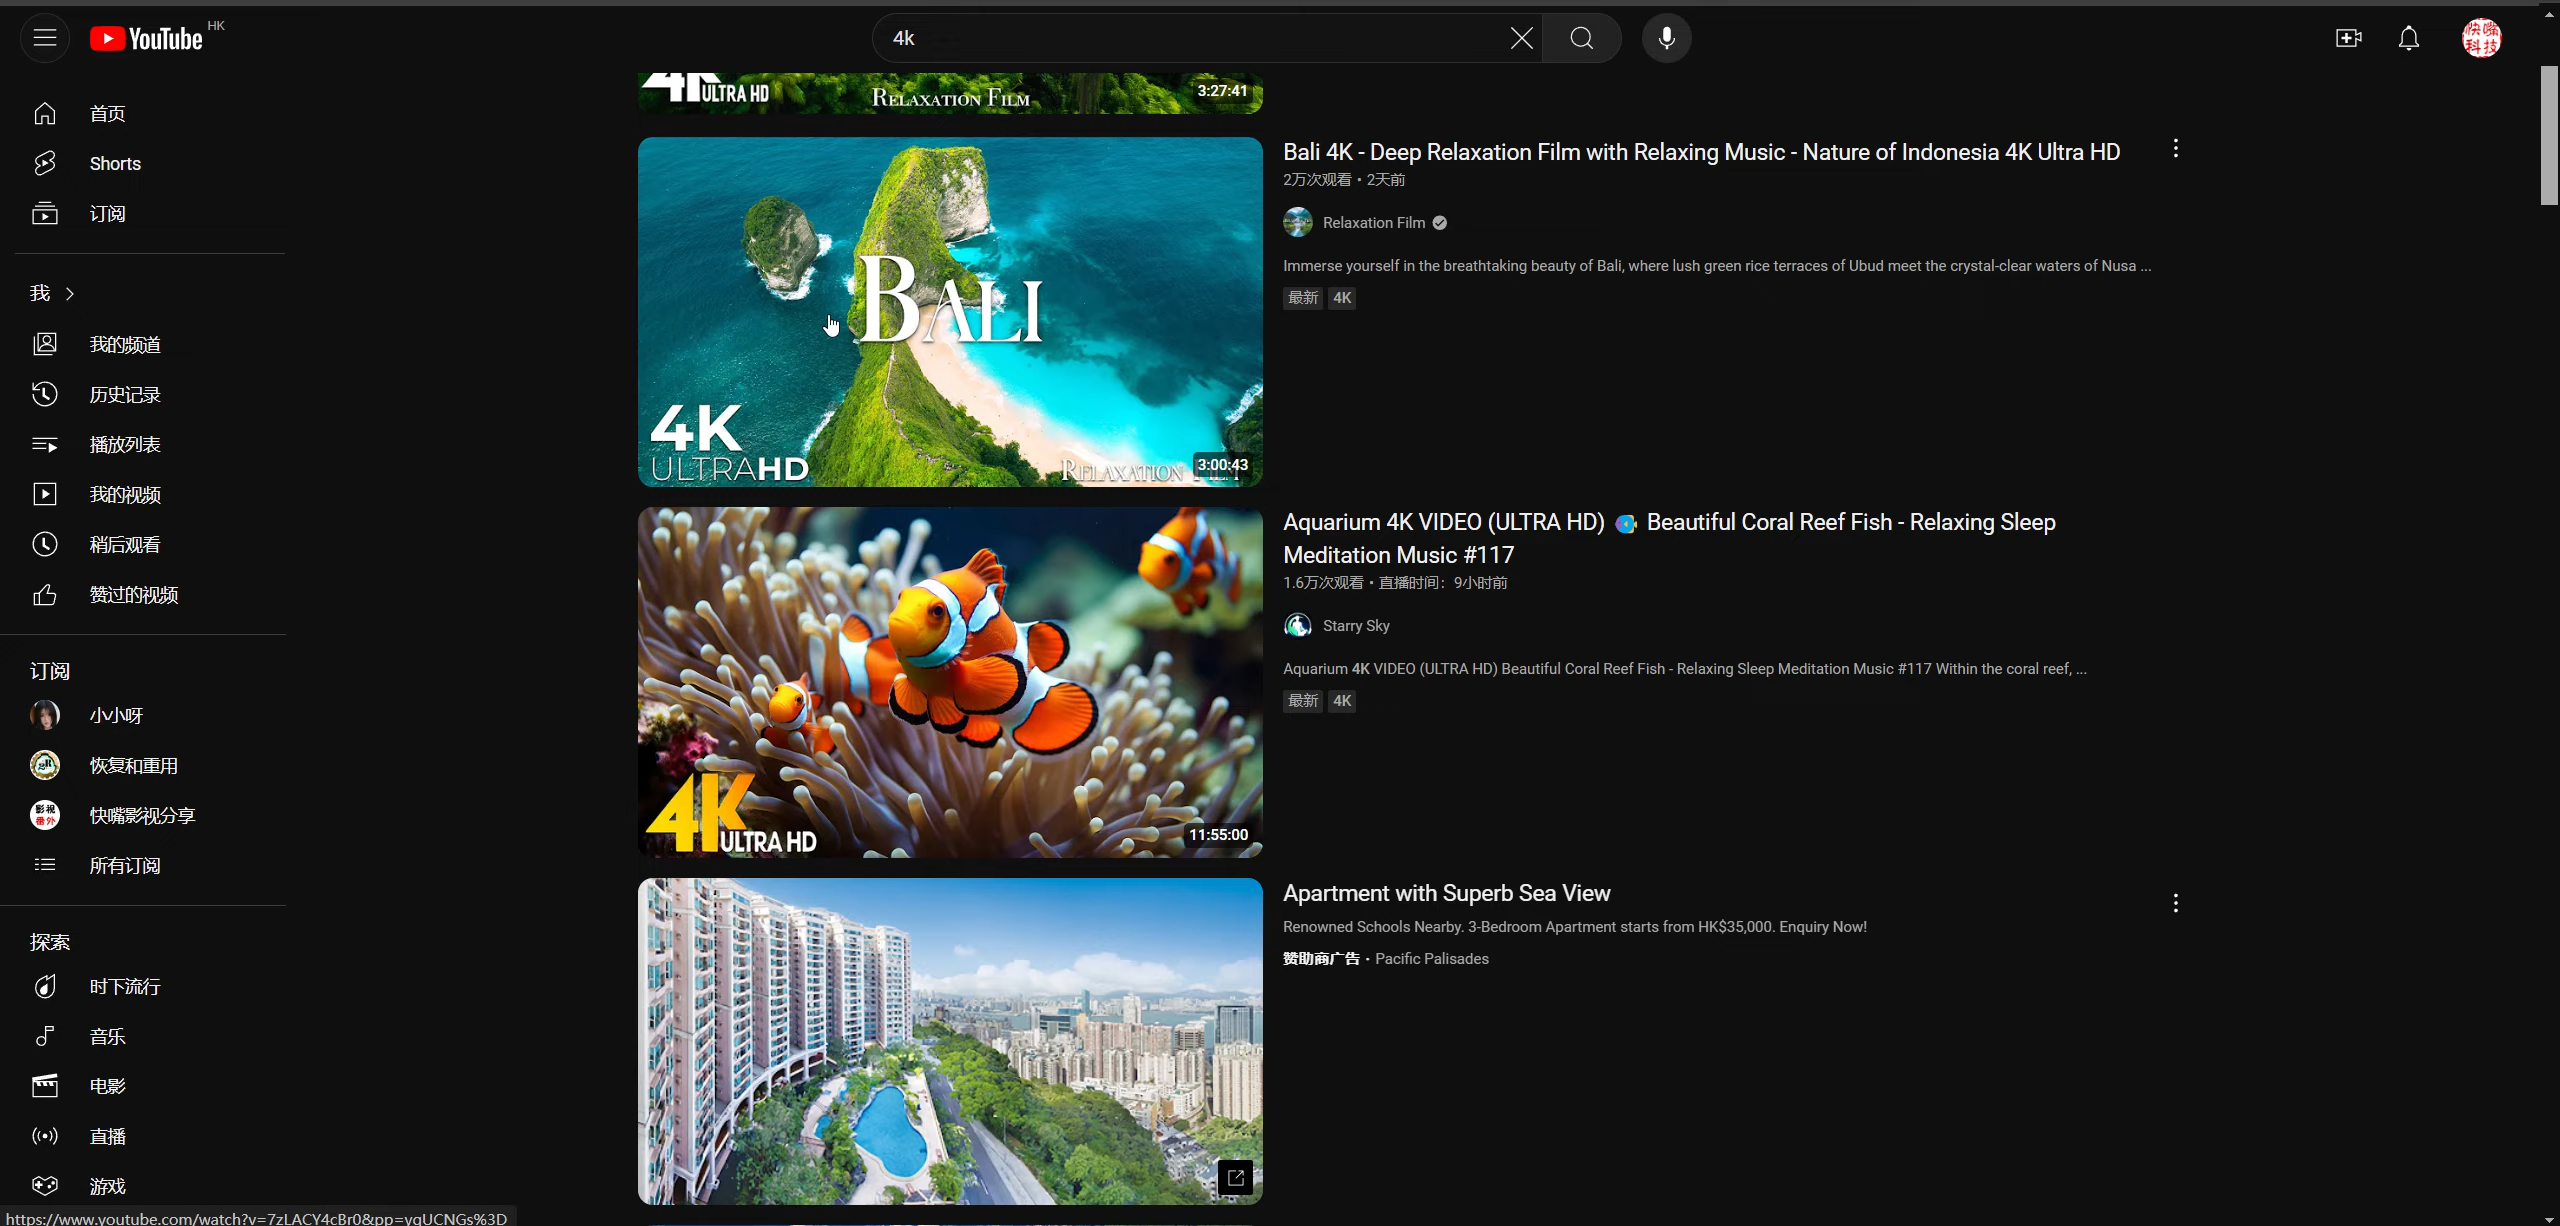 YouTube HK
4k
首页
Shorts
订阅
我
我的频道
历史记录
播放列表
我的视频
稍后观看
赞过的视频
订阅
小小呀
恢复和重用
影视
番外
快嘴影视分享
所有订阅
探索
时下流行
音乐
电影
直播
游戏
https://www.youtube.com/watch?v=7zLACY4cBr0&pp=ygUCNGs%3D
快嘴
科技
4K ULTRA HD
RELAXATION FILM
3:27:41
BALI
4K
ULTRAHD
RELAXATION FILM
3:00:43
Bali 4K - Deep Relaxation Film with Relaxing Music - Nature of Indonesia 4K Ultra HD
2万次观看 • 2天前
Relaxation Film
Immerse yourself in the breathtaking beauty of Bali, where lush green rice terraces of Ubud meet the crystal-clear waters of Nusa ...
最新 4K
4K ULTRA HD
11:55:00
Aquarium 4K VIDEO (ULTRA HD) 🐠 Beautiful Coral Reef Fish - Relaxing Sleep
Meditation Music #117
1.6万次观看 • 直播时间：9小时前
Starry Sky
Aquarium 4K VIDEO (ULTRA HD) Beautiful Coral Reef Fish - Relaxing Sleep Meditation Music #117 Within the coral reef, ...
最新 4K
Apartment with Superb Sea View
Renowned Schools Nearby. 3-Bedroom Apartment starts from HK$35,000. Enquiry Now!
赞助商广告 • Pacific Palisades